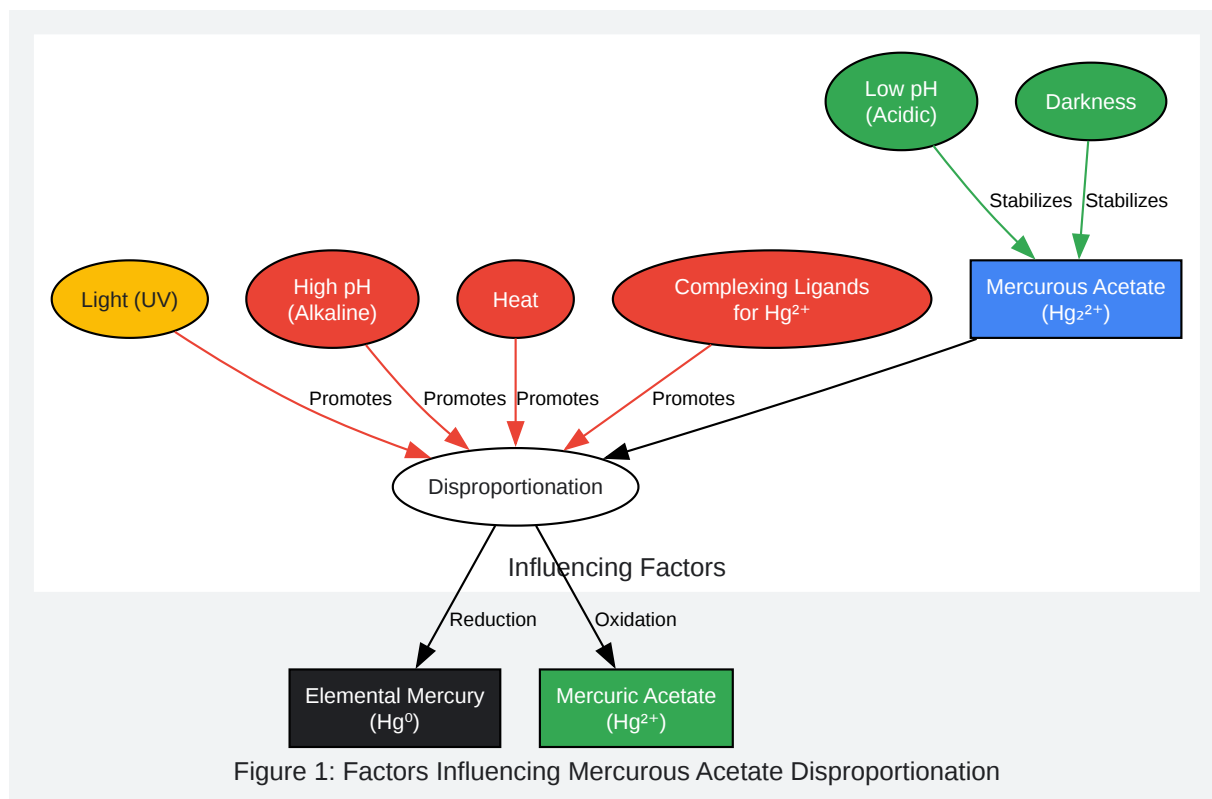 Low pH
(Acidic)
Darkness
Stabilizes
Stabilizes
Light (UV)
High pH
(Alkaline)
Heat
Complexing Ligands
for Hg²⁺
Mercurous Acetate
(Hg₂²⁺)
Promotes
Promotes
Promotes
Promotes
Disproportionation
Influencing Factors
Reduction
Oxidation
Elemental Mercury
(Hg⁰)
Mercuric Acetate
(Hg²⁺)
Figure 1: Factors Influencing Mercurous Acetate Disproportionation